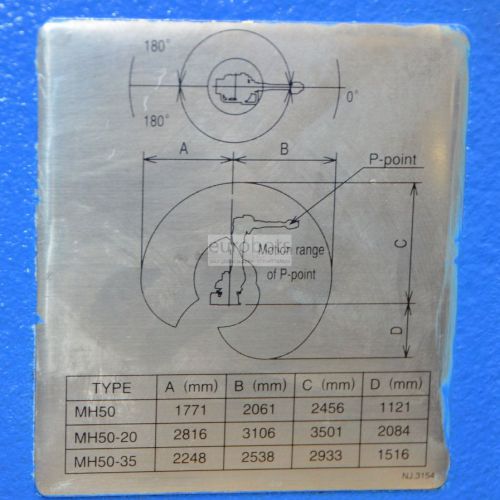 180°
0°
180°
A
B
P-point
C
eurobots
Motion range
of P-point
D
TYPE A (mm) B (mm) C (mm) D (mm)
MH50 1771 2061 2456 1121
MH50-20 2816 3106 3501 2084
MH50-35 2248 2538 2933 1516
NJ.3154